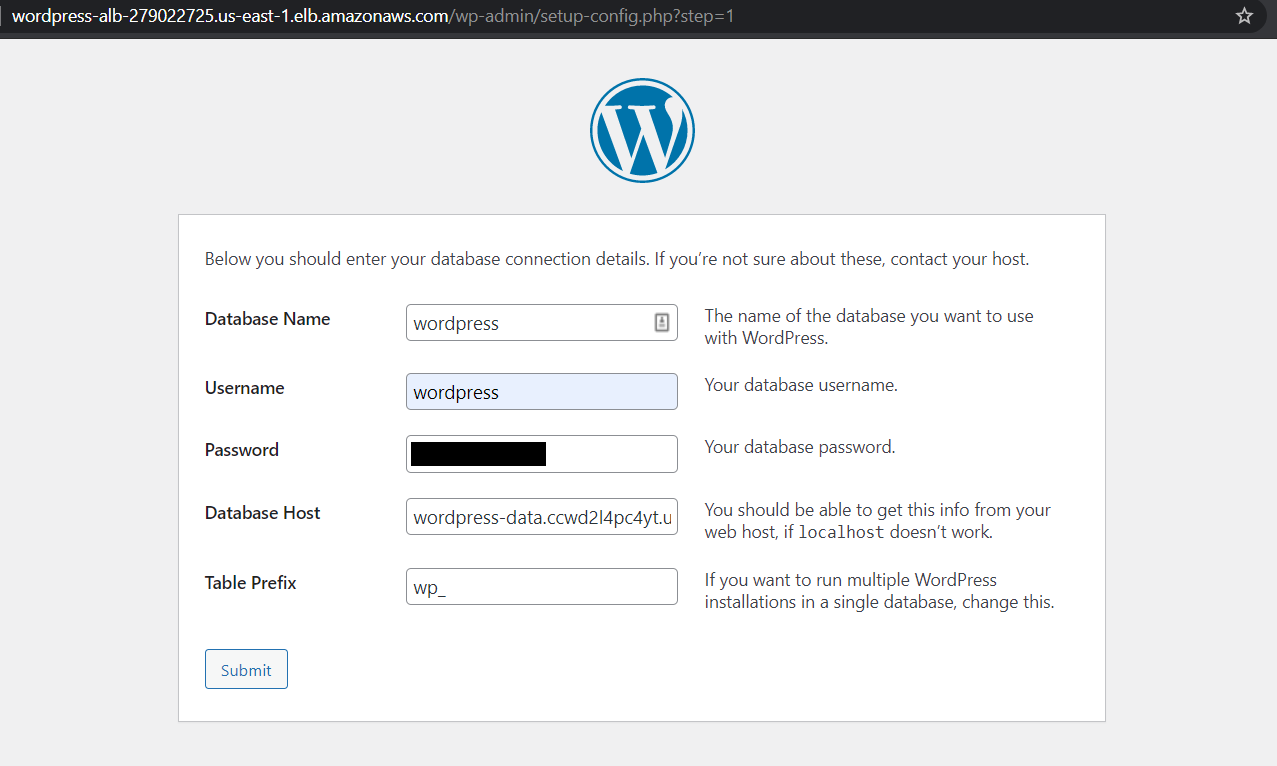 wordpress-alb-279022725.us-east-1.elb.amazonaws.com/wp-admin/setup-config.php?step=1
W
Below you should enter your database connection details. If you’re not sure about these, contact your host.
Database Name
wordpress
The name of the database you want to use
with WordPress.
Username
wordpress
Your database username.
Password
Your database password.
Database Host
wordpress-data.ccwd2l4pc4yt.u
You should be able to get this info from your
web host, if localhost doesn’t work.
Table Prefix
wp_
If you want to run multiple WordPress
installations in a single database, change this.
Submit